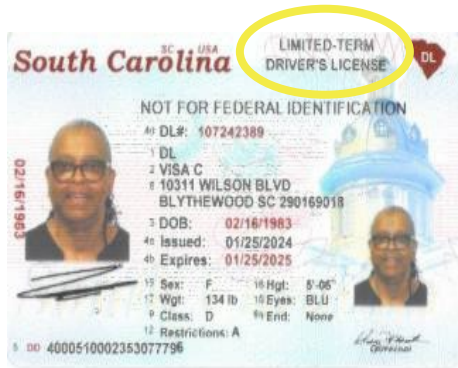 South Carolina
SC USA
LIMITED-TERM
DRIVER'S LICENSE
DL
NOT FOR FEDERAL IDENTIFICATION
4d DL#: 107242389
1 DL
2 VISA C
8 10311 WILSON BLVD
BLYTHEWOOD SC 290169018
3 DOB: 02/16/1983
4a Issued: 01/25/2024
4b Expires: 01/25/2025
15 Sex: F 16 Hgt: 5'-06"
17 Wgt: 134 lb 18 Eyes: BLU
9 Class: D 9a End: None
12 Restrictions: A
5 DD 4000510002353077796
02/16/1983